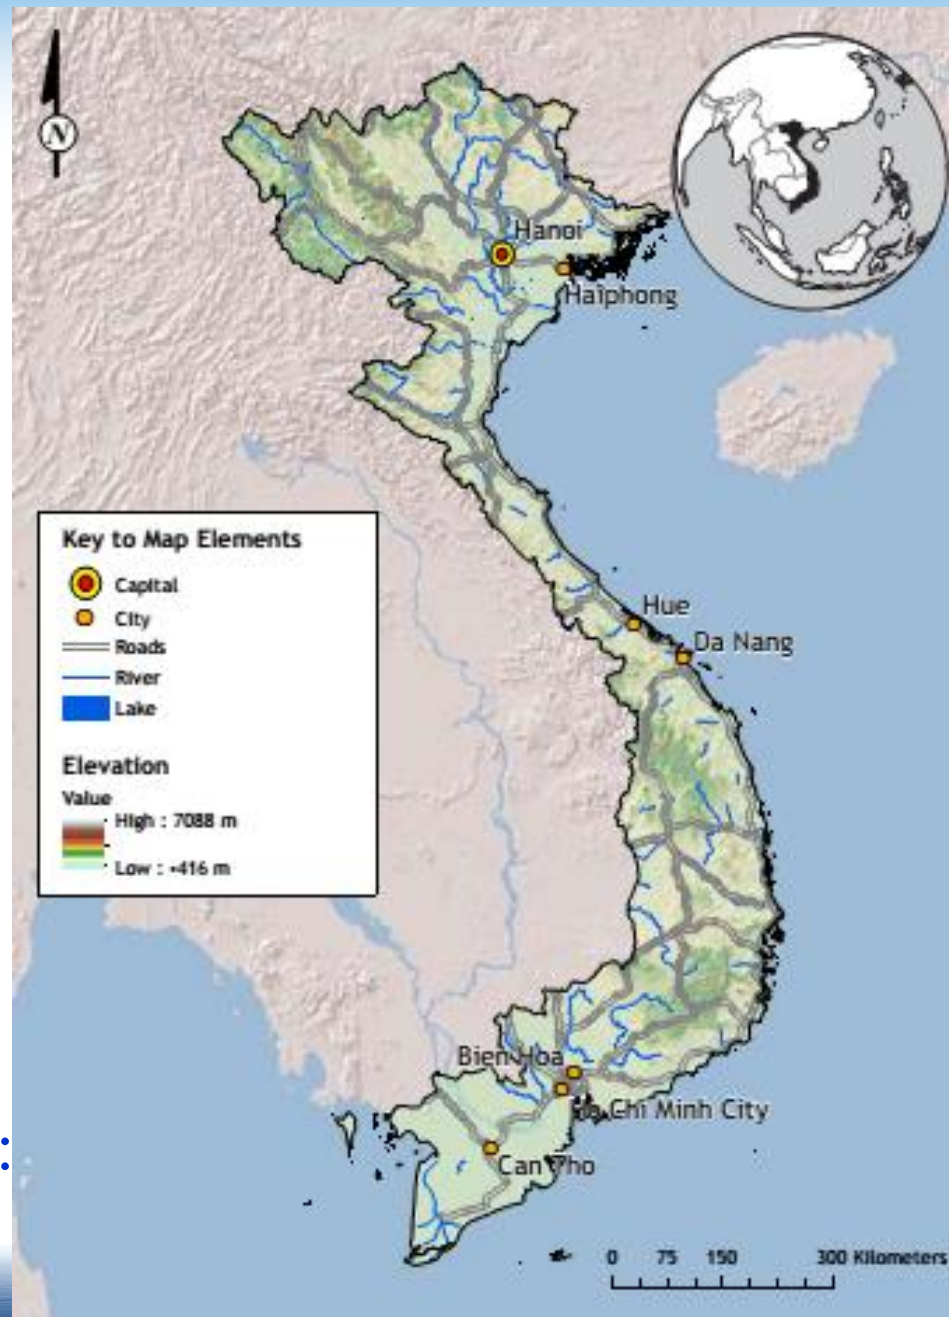 N
Hanoi
Haiphong
Key to Map Elements
Capital
City
Roads
River
Lake
Elevation
Value
High : 7088 m
Low : -416 m
Hue
Da Nang
Bien Hoa
Ho Chi Minh City
Can Tho
0 75 150 300 Kilometers